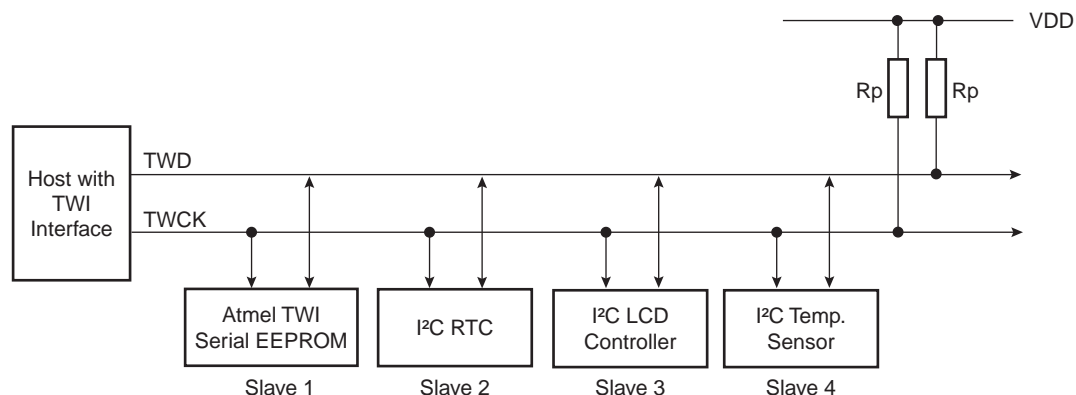 VDD
Rp
Rp
Host with
TWI
Interface
TWD
TWCK
Atmel TWI
Serial EEPROM
I²C RTC
I²C LCD
Controller
I²C Temp.
Sensor
Slave 1
Slave 2
Slave 3
Slave 4